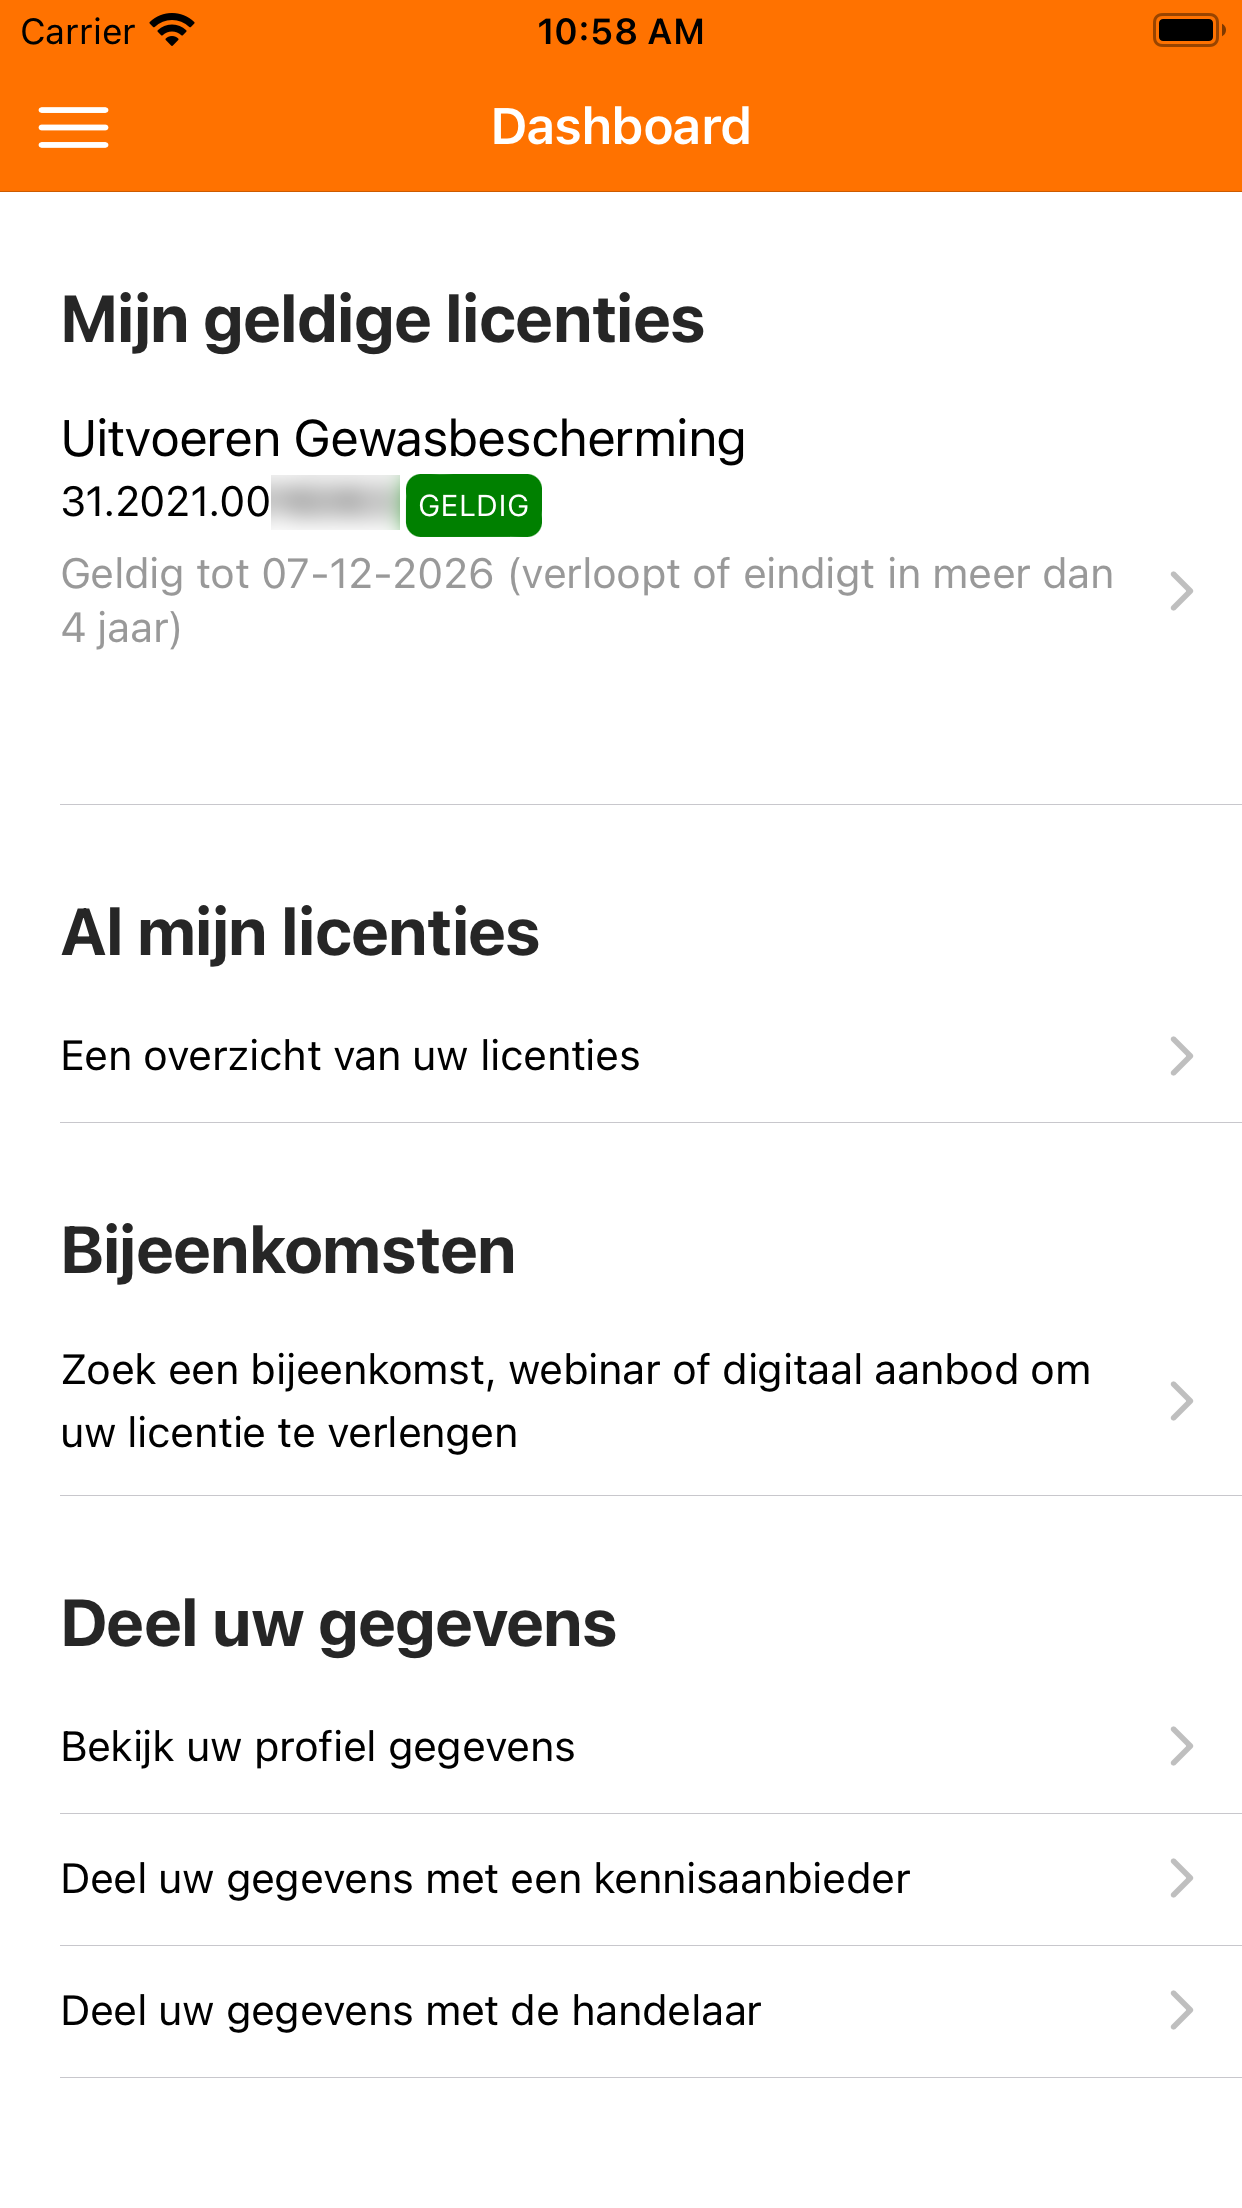 Carrier 10:58 AM
Dashboard
Mijn geldige licenties
Uitvoeren Gewasbescherming
31.2021.00 GELDIG
Geldig tot 07-12-2026 (verloopt of eindigt in meer dan
4 jaar)
Al mijn licenties
Een overzicht van uw licenties
Bijeenkomsten
Zoek een bijeenkomst, webinar of digitaal aanbod om
uw licentie te verlengen
Deel uw gegevens
Bekijk uw profiel gegevens
Deel uw gegevens met een kennisaanbieder
Deel uw gegevens met de handelaar